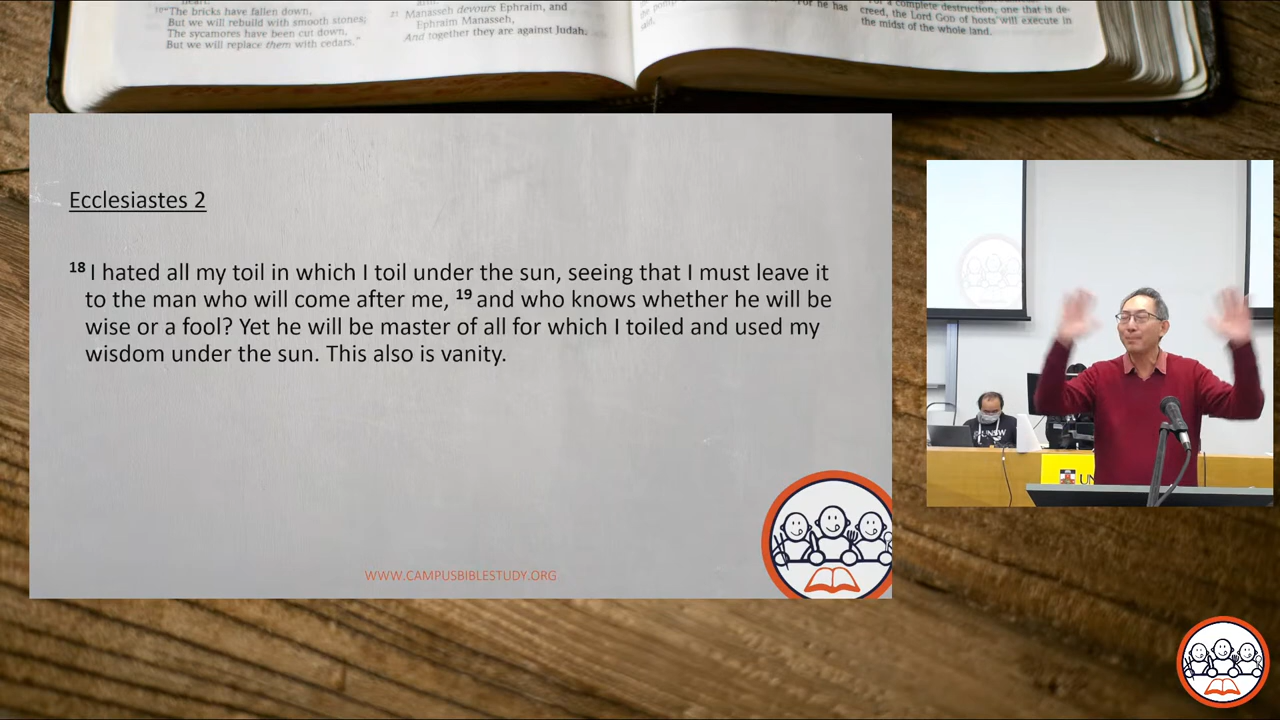 10"The bricks have fallen down,
But we will rebuild with smooth stones;
The sycamores have been cut down,
But we will replace them with cedars."
21 Manasseh devours Ephraim, and
Ephraim Manasseh,
And together they are against Judah.
For he has
said,
a complete destruction, one that is de-
creed, the Lord GOD of hosts will execute in
the midst of the whole land.
Ecclesiastes 2
18 I hated all my toil in which I toil under the sun, seeing that I must leave it
to the man who will come after me, 19 and who knows whether he will be
wise or a fool? Yet he will be master of all for which I toiled and used my
wisdom under the sun. This also is vanity.
WWW.CAMPUSBIBLESTUDY.ORG
UNSW
UN